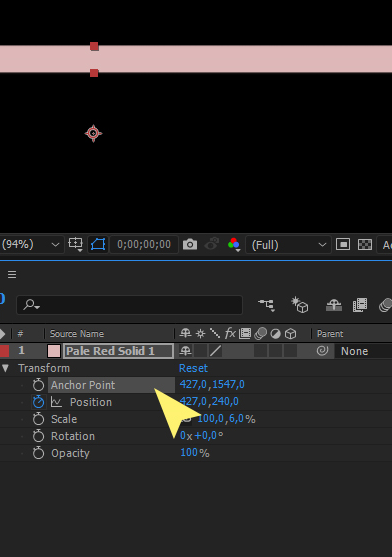 (94%) 0;00;00;00 (Full)
# Source Name fx Parent
1 Pale Red Solid 1 None
Transform Reset
Anchor Point 427,0,1547,0
Position 427,0,240,0
Scale 100,0,6,0%
Rotation 0x+0,0°
Opacity 100%